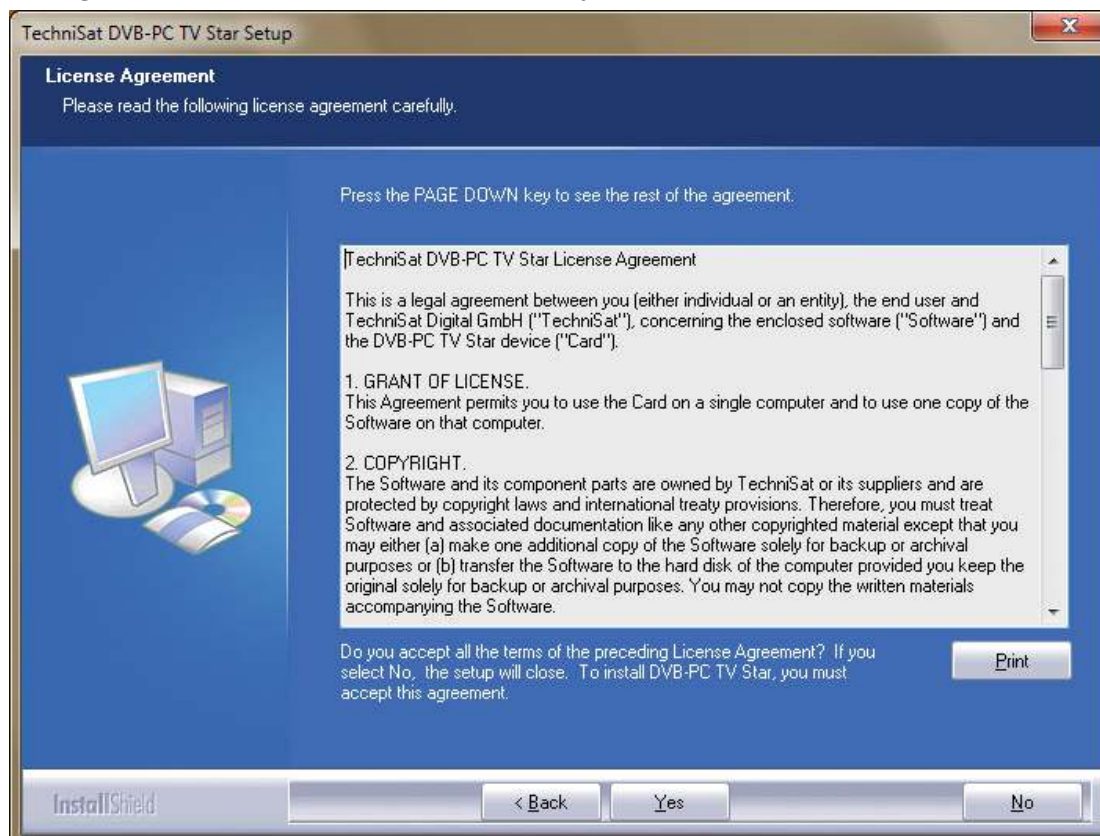 TechniSat DVB-PC TV Star Setup
License Agreement
Please read the following license agreement carefully.
Press the PAGE DOWN key to see the rest of the agreement.
TechniSat DVB-PC TV Star License Agreement
This is a legal agreement between you (either individual or an entity), the end user and
TechniSat Digital GmbH ("TechniSat"), concerning the enclosed software ("Software") and
the DVB-PC TV Star device ("Card").
1. GRANT OF LICENSE.
This Agreement permits you to use the Card on a single computer and to use one copy of the
Software on that computer.
2. COPYRIGHT.
The Software and its component parts are owned by TechniSat or its suppliers and are
protected by copyright laws and international treaty provisions. Therefore, you must treat
Software and associated documentation like any other copyrighted material except that you
may either (a) make one additional copy of the Software solely for backup or archival
purposes or (b) transfer the Software to the hard disk of the computer provided you keep the
original solely for backup or archival purposes. You may not copy the written materials
accompanying the Software.
Do you accept all the terms of the preceding License Agreement? If you
select No, the setup will close. To install DVB-PC TV Star, you must
accept this agreement.
Print
InstallShield
< Back
Yes
No